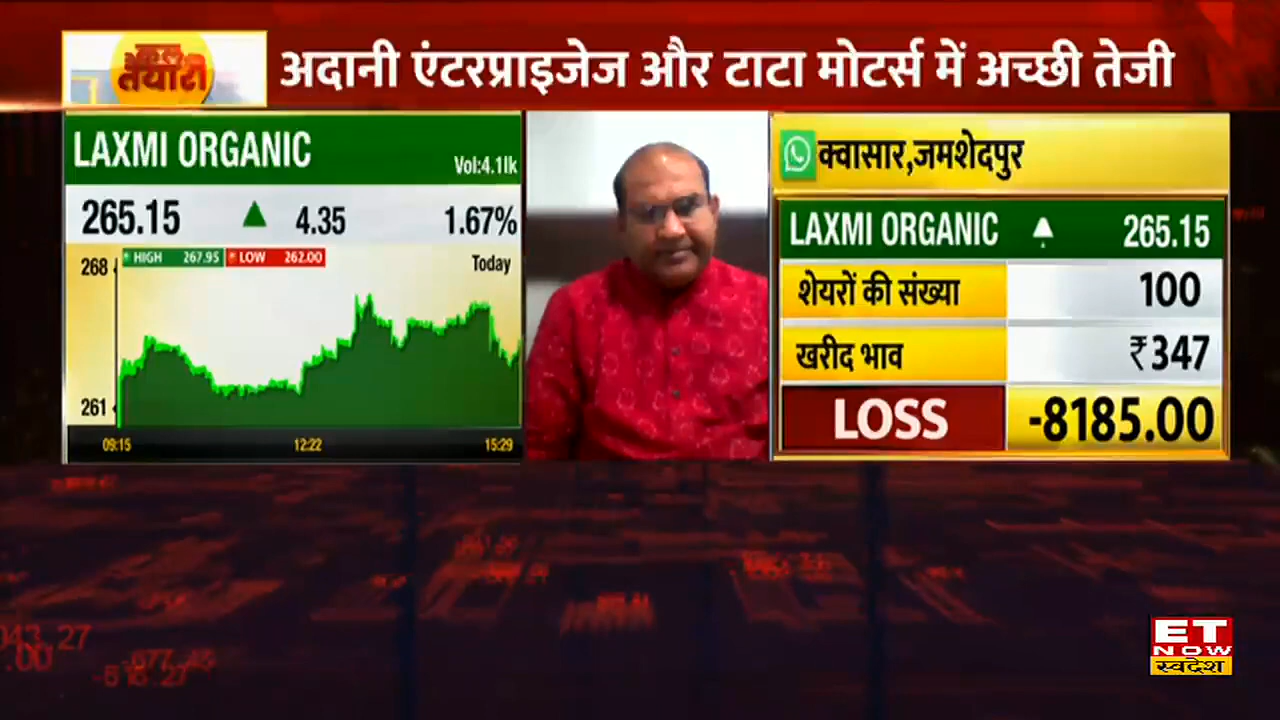 तैयारी
अदानी एंटरप्राइजेज और टाटा मोटर्स में अच्छी तेजी
LAXMI ORGANIC
Vol:4.1lk
265.15 ▲ 4.35 1.67%
HIGH 267.95 LOW 262.00
Today
268
261
09:15 12:22 15:29
क्वासार,जमशेदपुर
LAXMI ORGANIC 265.15
शेयरों की संख्या 100
खरीद भाव ₹347
LOSS -8185.00
ET
NOW
स्वदेश